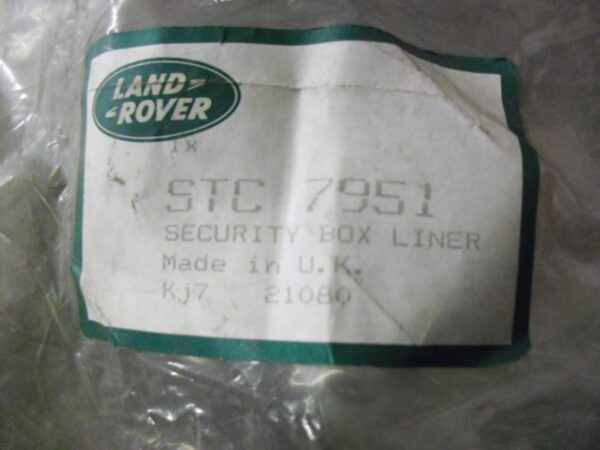 LAND
ROVER
1x
STC 7951
SECURITY BOX LINER
Made in U.K.
Kj7 21080